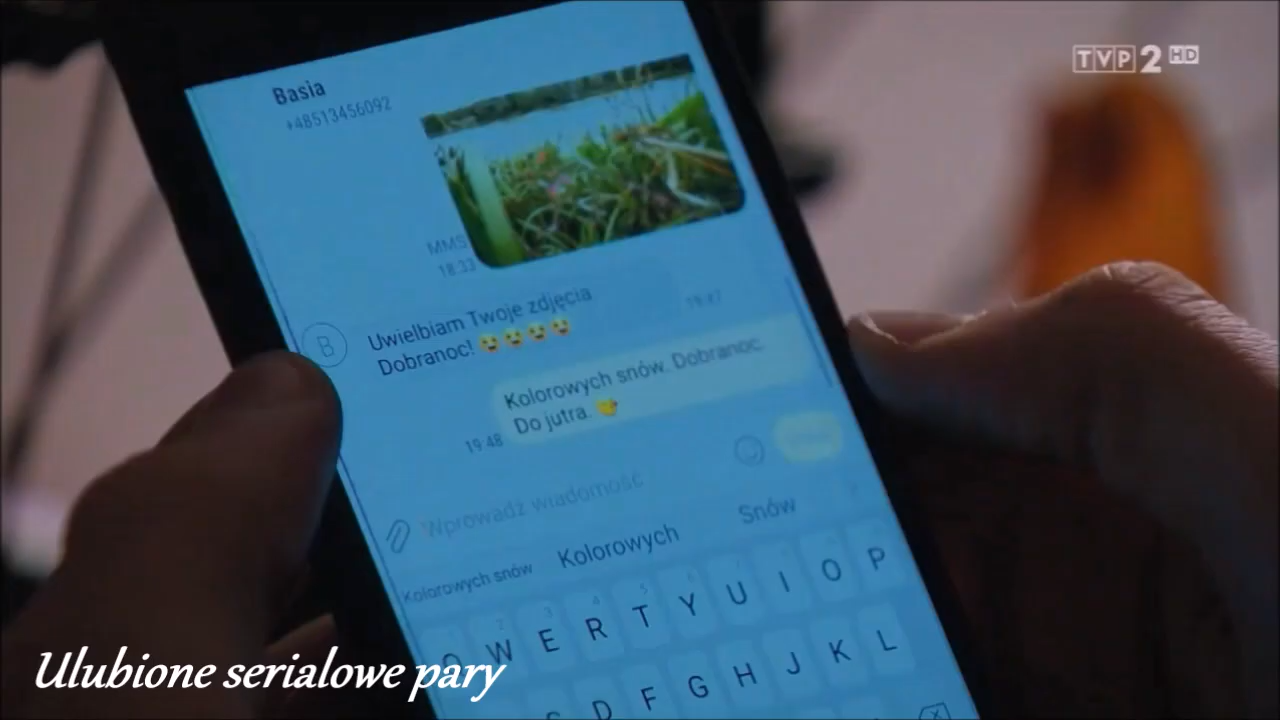 TVP2 HD
Basia
+48513456092
MMS
18:33
Uwielbiam Twoje zdjęcia
Dobranoc! 😜😜😜😜
19:47
B
Kolorowych snów. Dobranoc.
Do jutra. 😘
19:48
Wprowadź wiadomość
Kolorowych snów Kolorowych Snów
W E R T Y U I O P
D F G H J K L
Ulubione serialowe pary